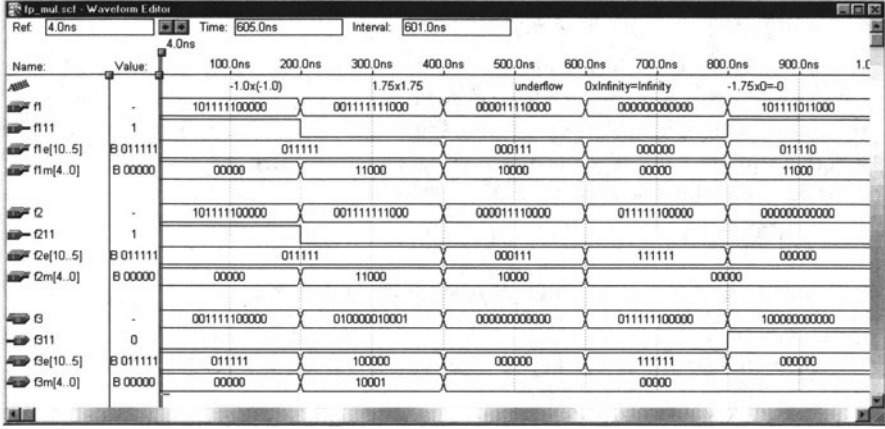 fp_mul.scf - Waveform Editor
Ref: 4.0ns Time: 605.0ns Interval: 601.0ns
4.0ns
Name: Value: 100.0ns 200.0ns 300.0ns 400.0ns 500.0ns 600.0ns 700.0ns 800.0ns 900.0ns 1.0
-1.0x(-1.0) 1.75x1.75 underflow 0xInfinity=Infinity -1.75x0=-0
f1 - 101111100000 001111111000 000011110000 000000000000 101111011000
f111 1
f1e[10..5] B 011111 011111 000111 000000 011110
f1m[4..0] B 00000 00000 11000 10000 00000 11000
f2 - 101111100000 001111111000 000011110000 011111100000 000000000000
f211 1
f2e[10..5] B 011111 011111 000111 111111 000000
f2m[4..0] B 00000 00000 11000 10000 00000
f3 - 001111100000 010000010001 000000000000 011111100000 100000000000
f311 0
f3e[10..5] B 011111 011111 100000 000000 111111 000000
f3m[4..0] B 00000 00000 10001 00000